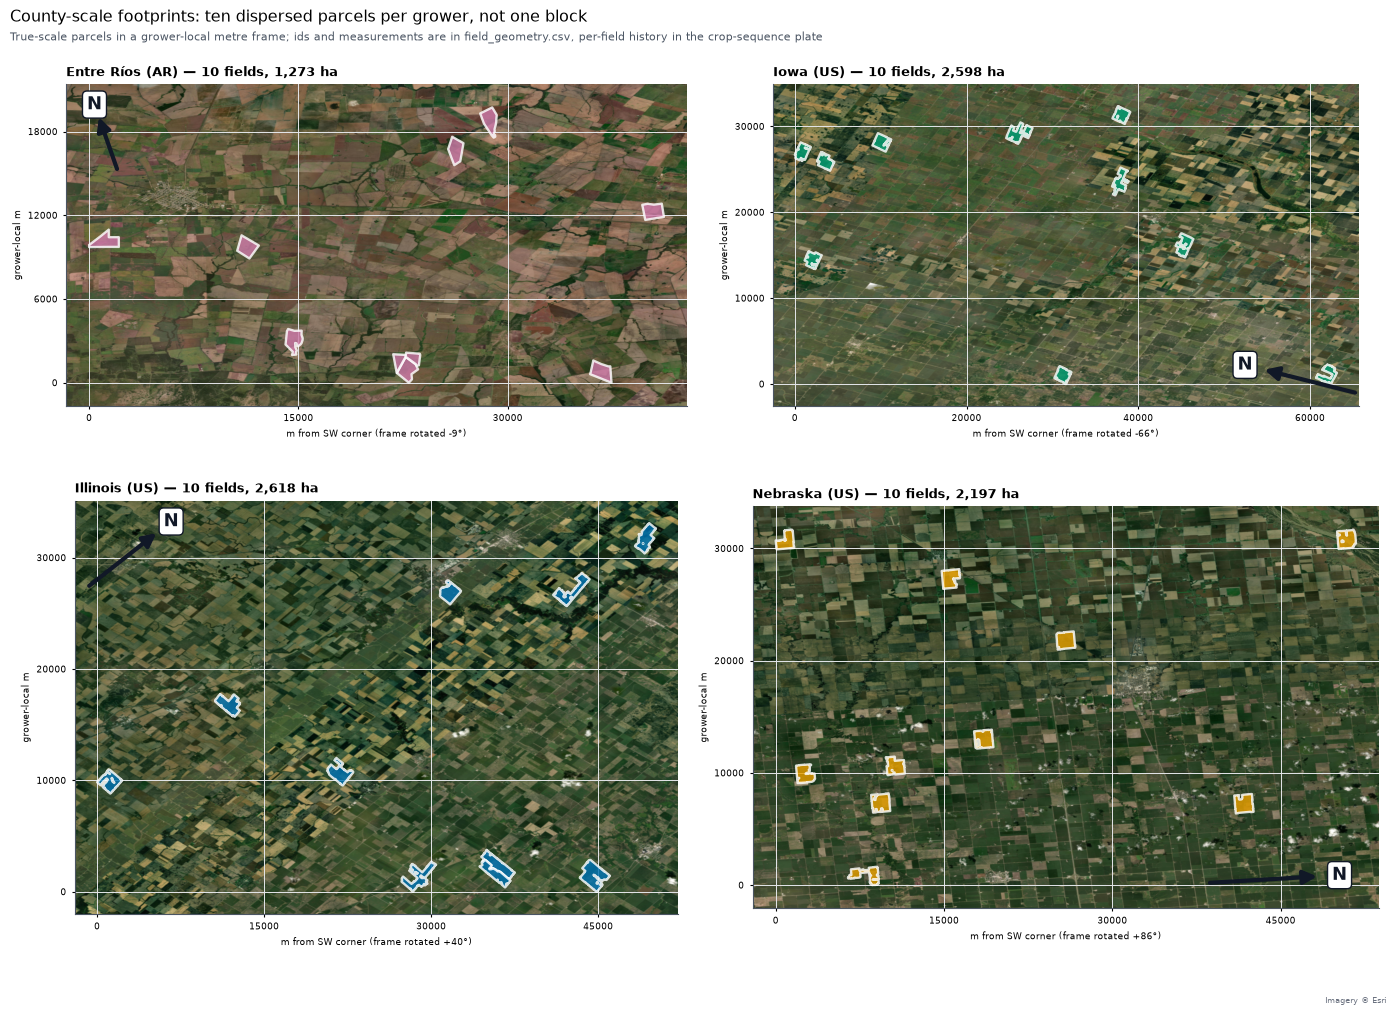 County-scale footprints: ten dispersed parcels per grower, not one block
True-scale parcels in a grower-local metre frame; ids and measurements are in field_geometry.csv, per-field history in the crop-sequence plate
Entre Ríos (AR) — 10 fields, 1,273 ha
N
18000
12000
6000
0
grower-local m
0
15000
30000
m from SW corner (frame rotated -9°)
Iowa (US) — 10 fields, 2,598 ha
N
30000
20000
10000
0
grower-local m
0
20000
40000
60000
m from SW corner (frame rotated -66°)
Illinois (US) — 10 fields, 2,618 ha
N
30000
20000
10000
0
grower-local m
0
15000
30000
45000
m from SW corner (frame rotated +40°)
Nebraska (US) — 10 fields, 2,197 ha
N
30000
20000
10000
0
grower-local m
0
15000
30000
45000
m from SW corner (frame rotated +86°)
Imagery © Esri